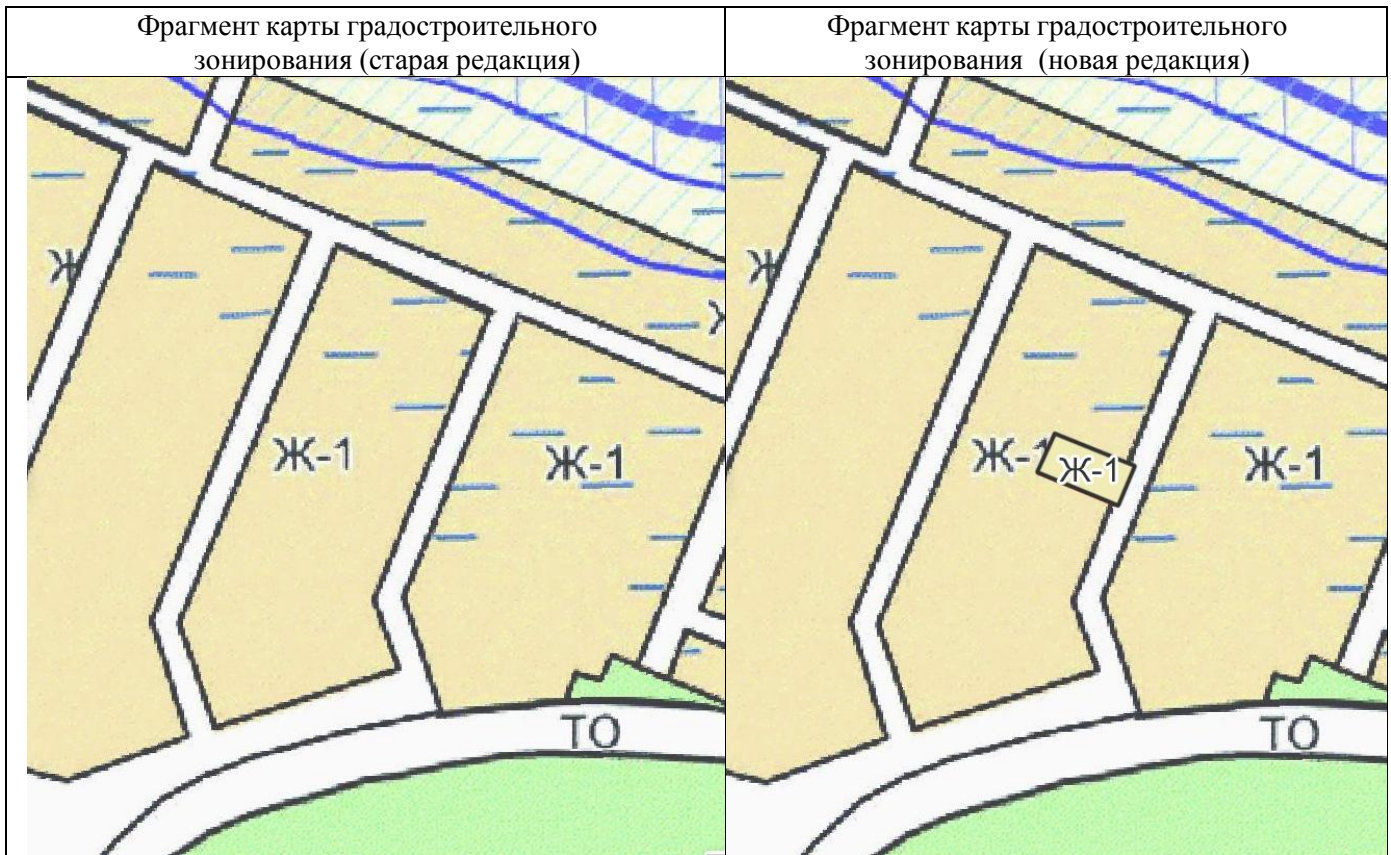 Фрагмент карты градостроительного
зонирования (старая редакция)
Фрагмент карты градостроительного
зонирования (новая редакция)
Ж
Ж-1
Ж-1
ТО
Ж
Ж-1
Ж-1
Ж-1
ТО